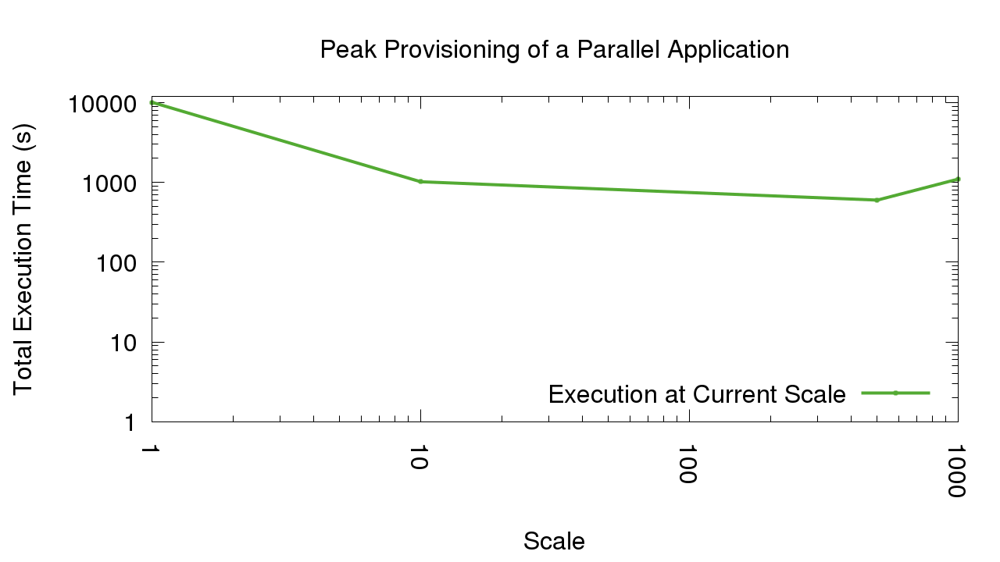 Peak Provisioning of a Parallel Application
Total Execution Time (s)
10000
1000
100
10
1
Execution at Current Scale
1
10
100
1000
Scale